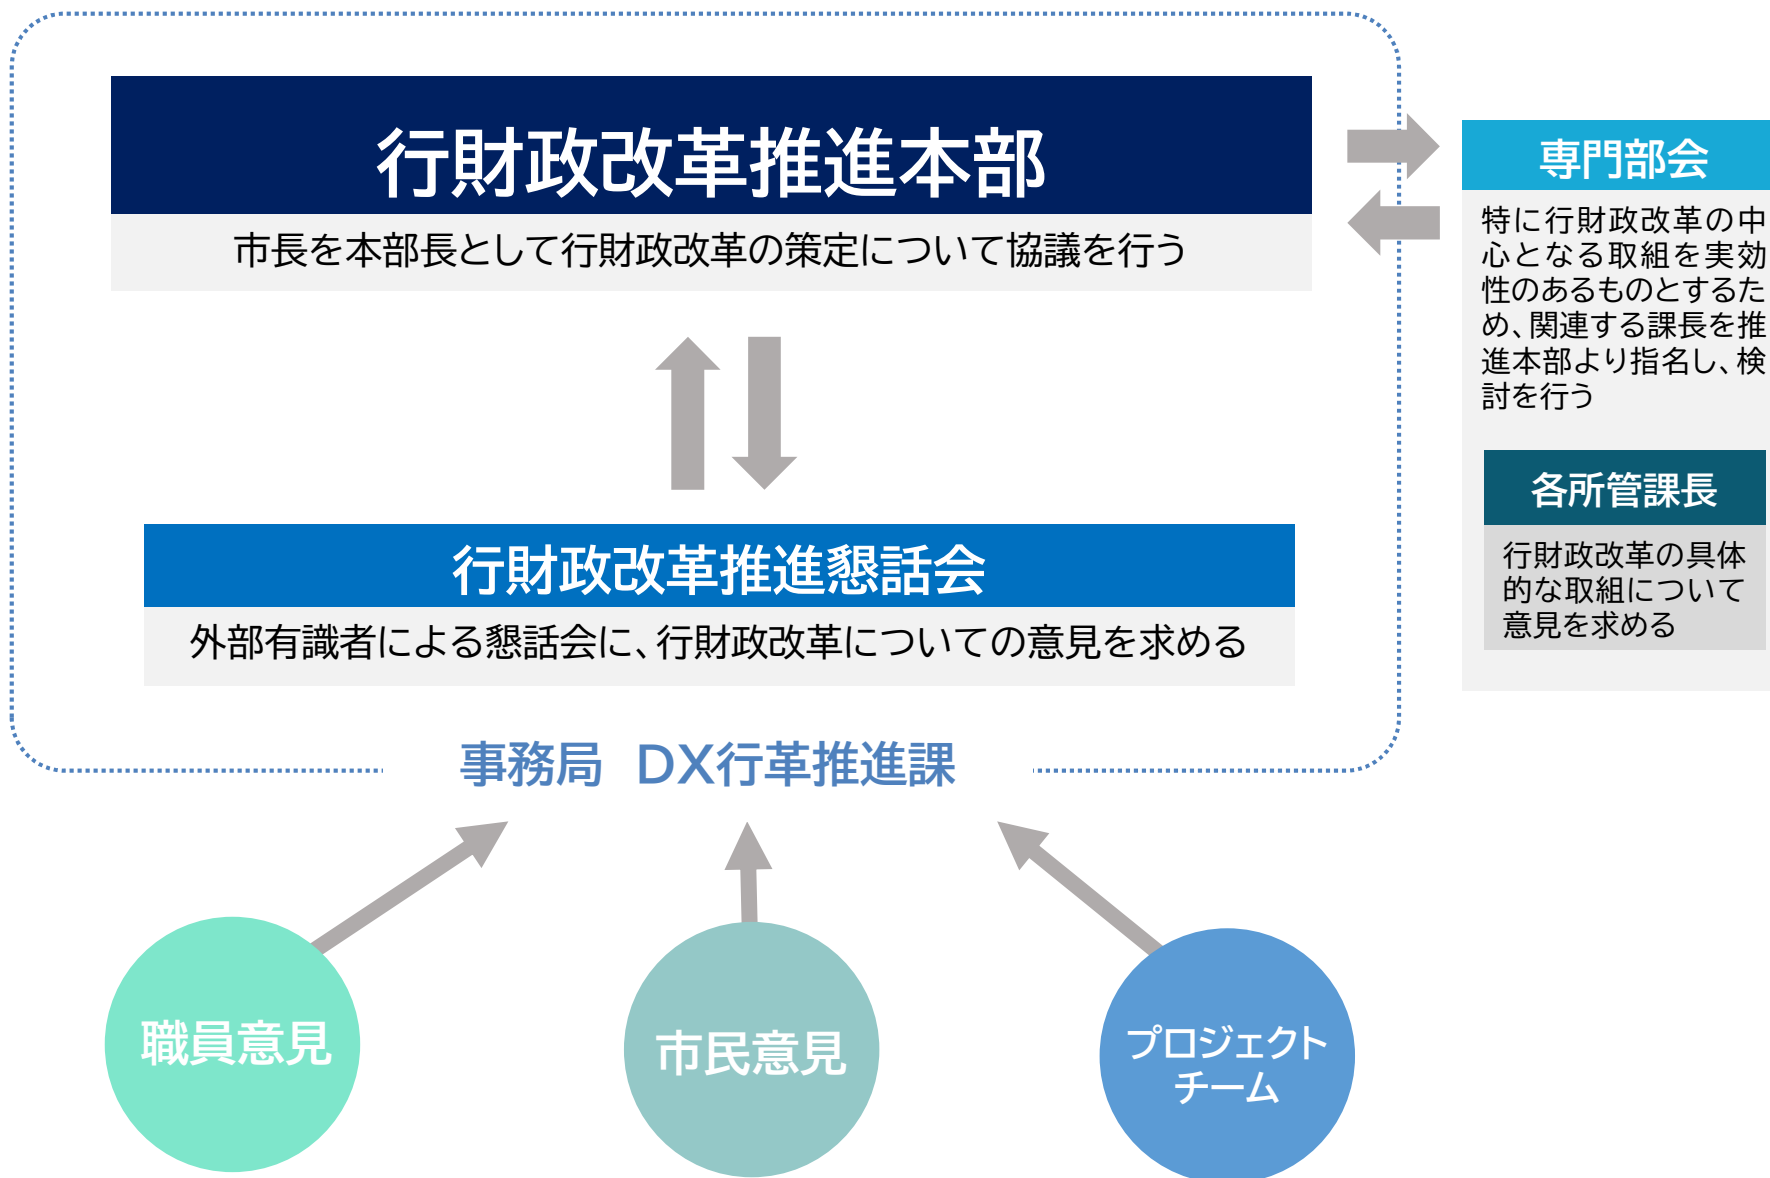 行財政改革推進本部
市長を本部長として行財政改革の策定について協議を行う
専門部会
特に行財政改革の中
心となる取組を実効
性のあるものとするた
め、関連する課長を推
進本部より指名し、検
討を行う
各所管課長
行財政改革の具体
的な取組について
意見を求める
行財政改革推進懇話会
外部有識者による懇話会に、行財政改革についての意見を求める
事務局　DX行革推進課
職員意見
市民意見
プロジェクト
チーム